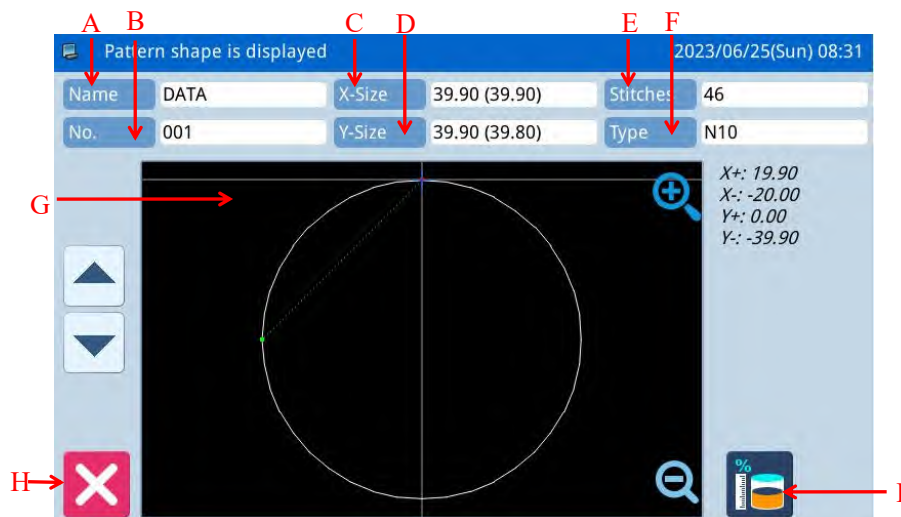 A B C D E F
Pattern shape is displayed 2023/06/25(Sun) 08:31
Name DATA X-Size 39.90 (39.90) Stitches 46
No. 001 Y-Size 39.90 (39.80) Type N10
G
X+: 19.90
X-: -20.00
Y+: 0.00
Y-: -39.90
H
%
I